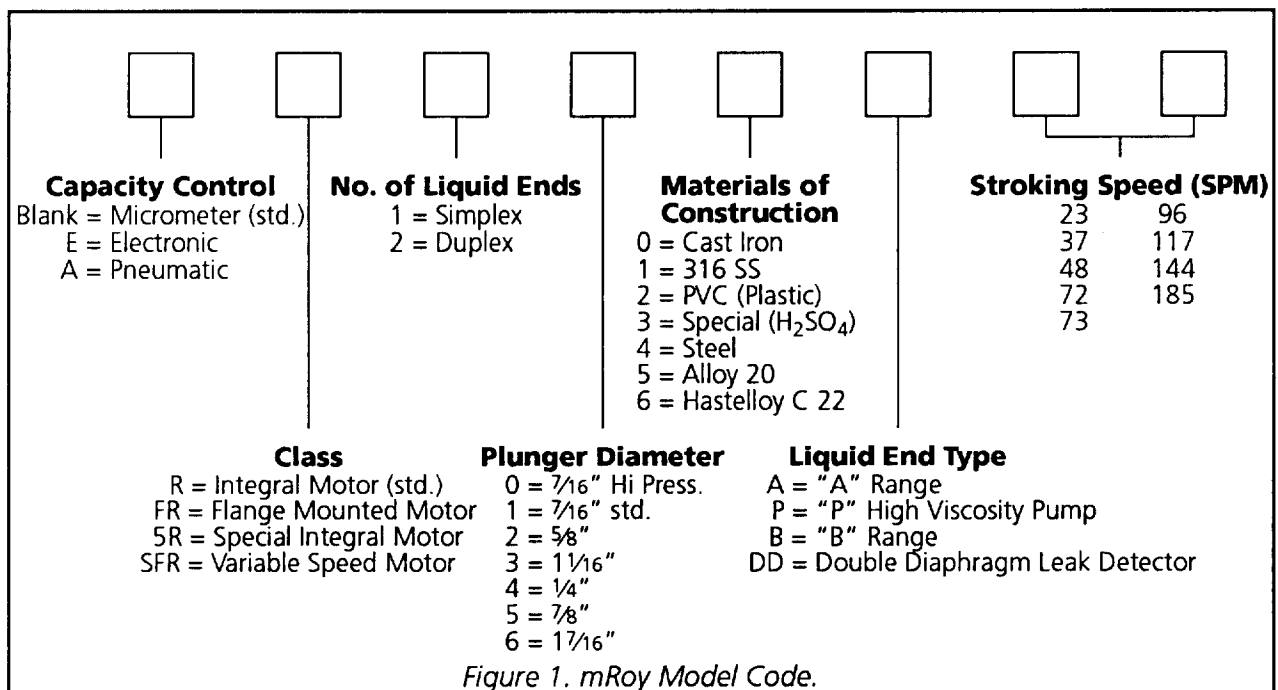 Capacity Control
Blank = Micrometer (std.)
E = Electronic
A = Pneumatic
No. of Liquid Ends
1 = Simplex
2 = Duplex
Materials of
Construction
0 = Cast Iron
1 = 316 SS
2 = PVC (Plastic)
3 = Special (H₂SO₄)
4 = Steel
5 = Alloy 20
6 = Hastelloy C 22
Stroking Speed (SPM)
23 96
37 117
48 144
72 185
73
Class
R = Integral Motor (std.)
FR = Flange Mounted Motor
5R = Special Integral Motor
SFR = Variable Speed Motor
Plunger Diameter
0 = 7/16" Hi Press.
1 = 7/16" std.
2 = 5/8"
3 = 11/16"
4 = 1/4"
5 = 7/8"
6 = 17/16"
Liquid End Type
A = "A" Range
P = "P" High Viscosity Pump
B = "B" Range
DD = Double Diaphragm Leak Detector
Figure 1. mRoy Model Code.